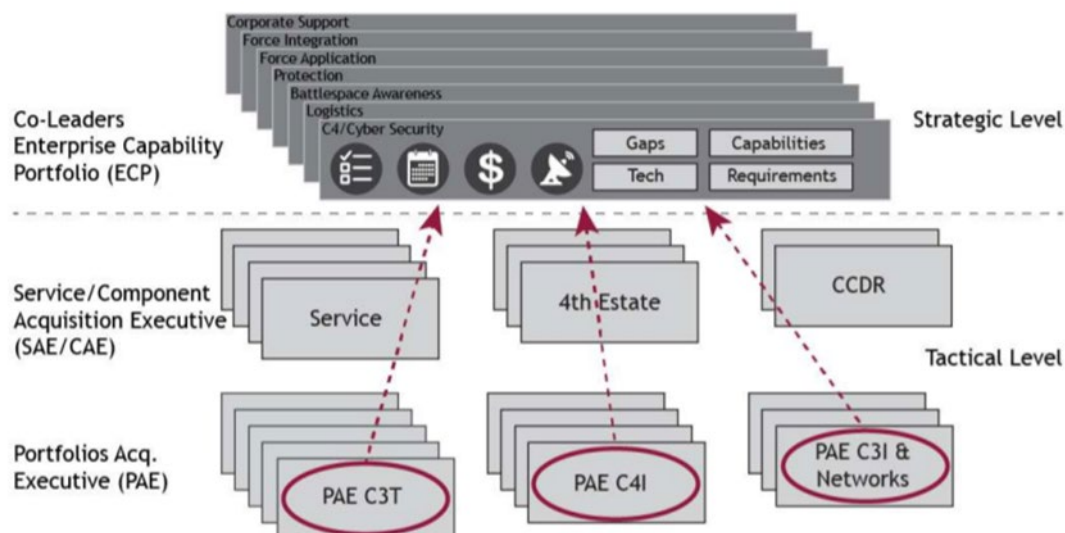 Corporate Support
Force Integration
Force Application
Protection
Battlespace Awareness
Logistics
C4/Cyber Security
Gaps
Capabilities
Tech
Requirements
Co-Leaders
Enterprise Capability
Portfolio (ECP)
Strategic Level
Service/Component
Acquisition Executive
(SAE/CAE)
Service
4th Estate
CCDR
Tactical Level
Portfolios Acq.
Executive (PAE)
PAE C3T
PAE C4I
PAE C3I &
Networks